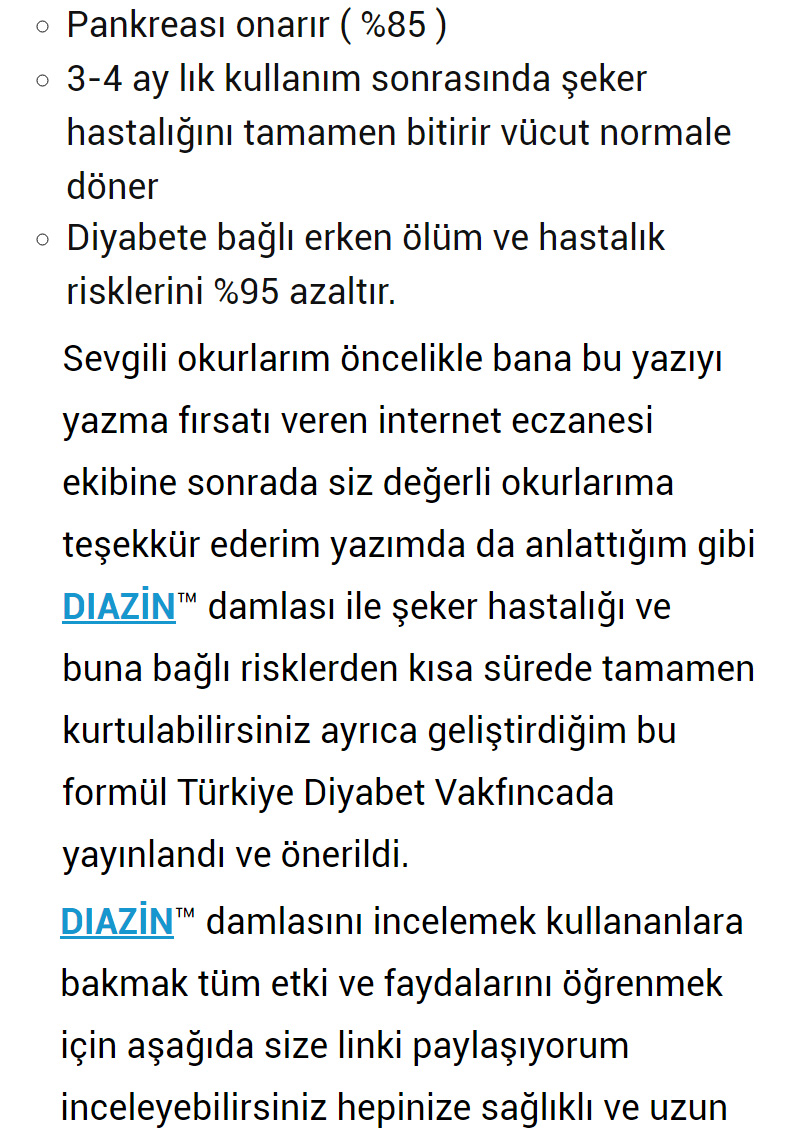 Pankreası onarır ( %85 )
3-4 ay lık kullanım sonrasında şeker
hastalığını tamamen bitirir vücut normale
döner
Diyabete bağlı erken ölüm ve hastalık
risklerini %95 azaltır.
Sevgili okurlarım öncelikle bana bu yazıyı
yazma fırsatı veren internet eczanesi
ekibine sonrada siz değerli okurlarıma
teşekkür ederim yazımda da anlattığım gibi
DIAZİN™ damlası ile şeker hastalığı ve
buna bağlı risklerden kısa sürede tamamen
kurtulabilirsiniz ayrıca geliştirdiğim bu
formül Türkiye Diyabet Vakfıncada
yayınlandı ve önerildi.
DIAZİN™ damlasını incelemek kullananlara
bakmak tüm etki ve faydalarını öğrenmek
için aşağıda size linki paylaşıyorum
inceleyebilirsiniz hepinize sağlıklı ve uzun